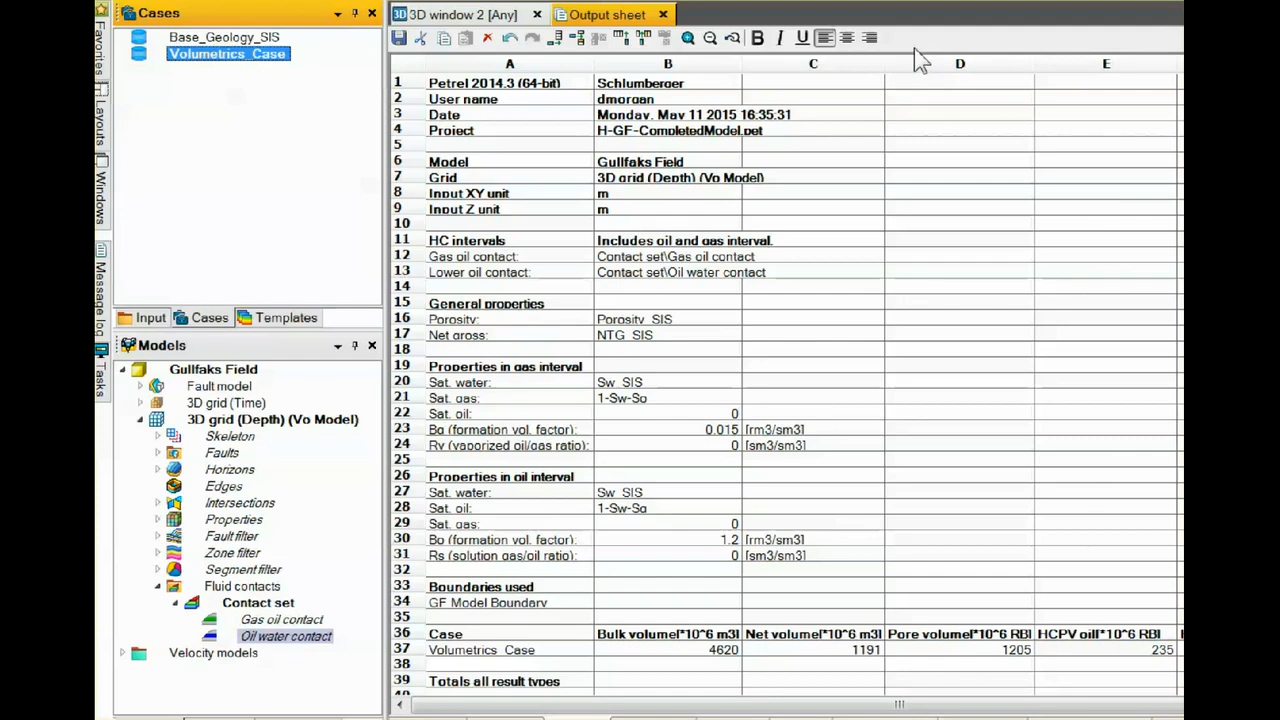 Cases
3D window 2 [Any]
Output sheet
Base_Geology_SIS
Volumetrics_Case
Favorites
Layouts
Windows
Message log
Tasks
Input
Cases
Templates
Models
Gullfaks Field
Fault model
3D grid (Time)
3D grid (Depth) (Vo Model)
Skeleton
Faults
Horizons
Edges
Intersections
Properties
Fault filter
Zone filter
Segment filter
Fluid contacts
Contact set
Gas oil contact
Oil water contact
Velocity models
B I U
A B C D E
1 Petrel 2014.3 (64-bit) Schlumberger
2 User name dmorgan
3 Date Monday, May 11 2015 16:35:31
4 Project H-GF-CompletedModel.pet
5
6 Model Gullfaks Field
7 Grid 3D grid (Depth) (Vo Model)
8 Input XY unit m
9 Input Z unit m
10
11 HC intervals Includes oil and gas interval.
12 Gas oil contact: Contact set\Gas oil contact
13 Lower oil contact: Contact set\Oil water contact
14
15 General properties
16 Porosity: Porosity_SIS
17 Net gross: NTG_SIS
18
19 Properties in gas interval
20 Sat. water: Sw_SIS
21 Sat. gas: 1-Sw-So
22 Sat. oil: 0
23 Bg (formation vol. factor): 0.015 [rm3/sm3]
24 Rv (vaporized oil/gas ratio): 0 [sm3/sm3]
25
26 Properties in oil interval
27 Sat. water: Sw_SIS
28 Sat. oil: 1-Sw-Sg
29 Sat. gas: 0
30 Bo (formation vol. factor): 1.2 [rm3/sm3]
31 Rs (solution gas/oil ratio): 0 [sm3/sm3]
32
33 Boundaries used
34 GF Model Boundary
35
36 Case Bulk volume[*10^6 m3] Net volume[*10^6 m3] Pore volume[*10^6 RB] HCPV oil[*10^6 RB]
37 Volumetrics_Case 4620 1191 1205 235
38
39 Totals all result types